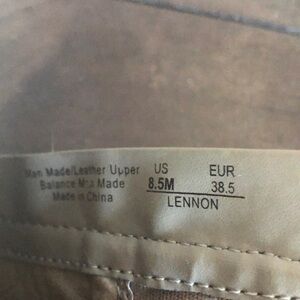 Man Made/Leather Upper US EUR
Balance Man Made 8.5M 38.5
Made in China LENNON